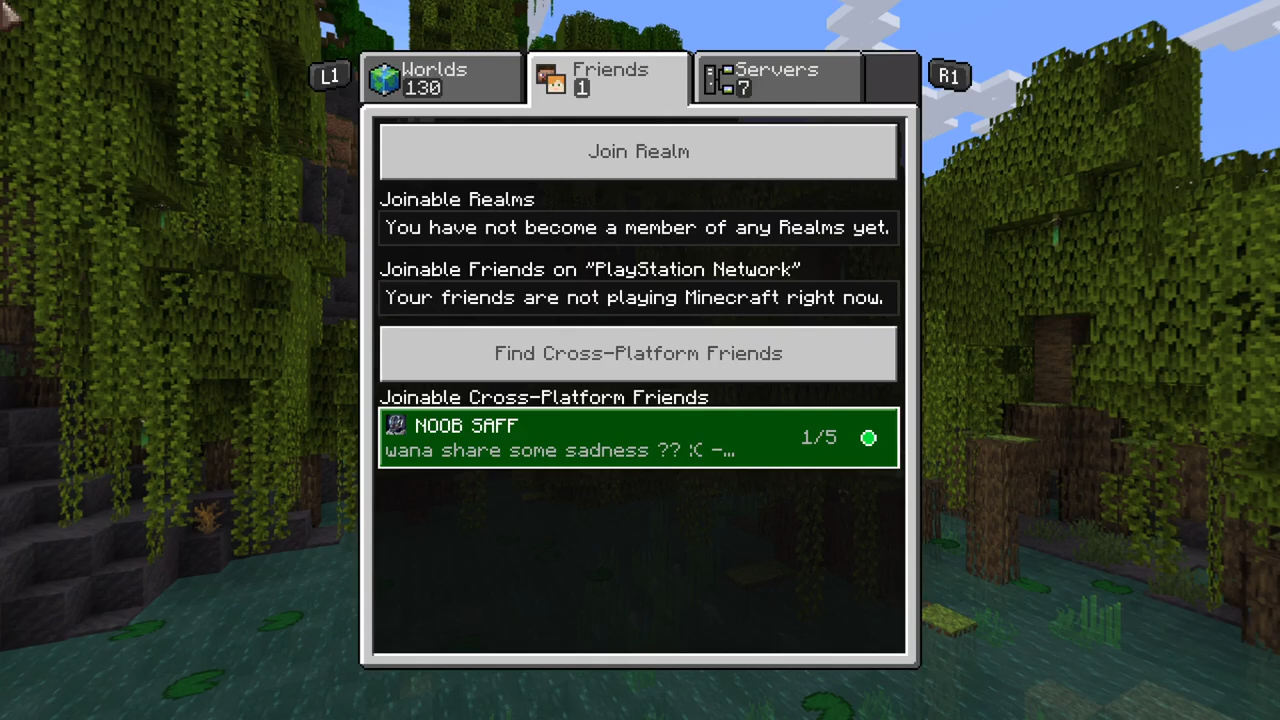 L1
Worlds
130
Friends
1
Servers
7
R1
Join Realm
Joinable Realms
You have not become a member of any Realms yet.
Joinable Friends on "PlayStation Network"
Your friends are not playing Minecraft right now.
Find Cross-Platform Friends
Joinable Cross-Platform Friends
NOOB SAFF
1/5
wana share some sadness ?? :( -...